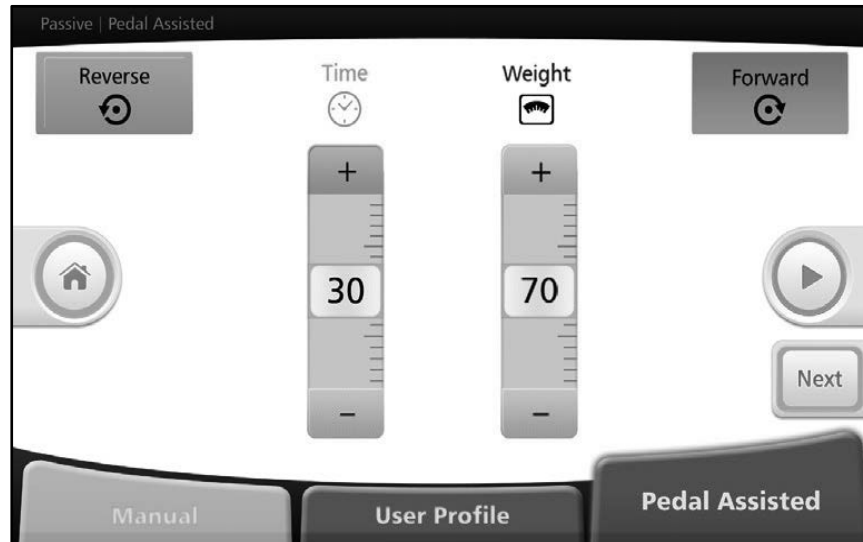 Passive | Pedal Assisted
Reverse
Time
Weight
Forward
+
+
30
70
Next
−
−
Manual
User Profile
Pedal Assisted